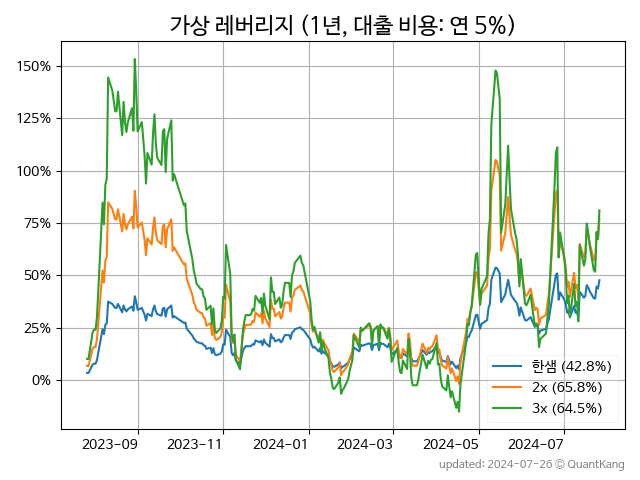 가상 레버리지 (1년, 대출 비용: 연 5%)
150%
125%
100%
75%
50%
25%
0%
한샘 (42.8%)
2x (65.8%)
3x (64.5%)
2023-09 2023-11 2024-01 2024-03 2024-05 2024-07
updated: 2024-07-26 © QuantKang